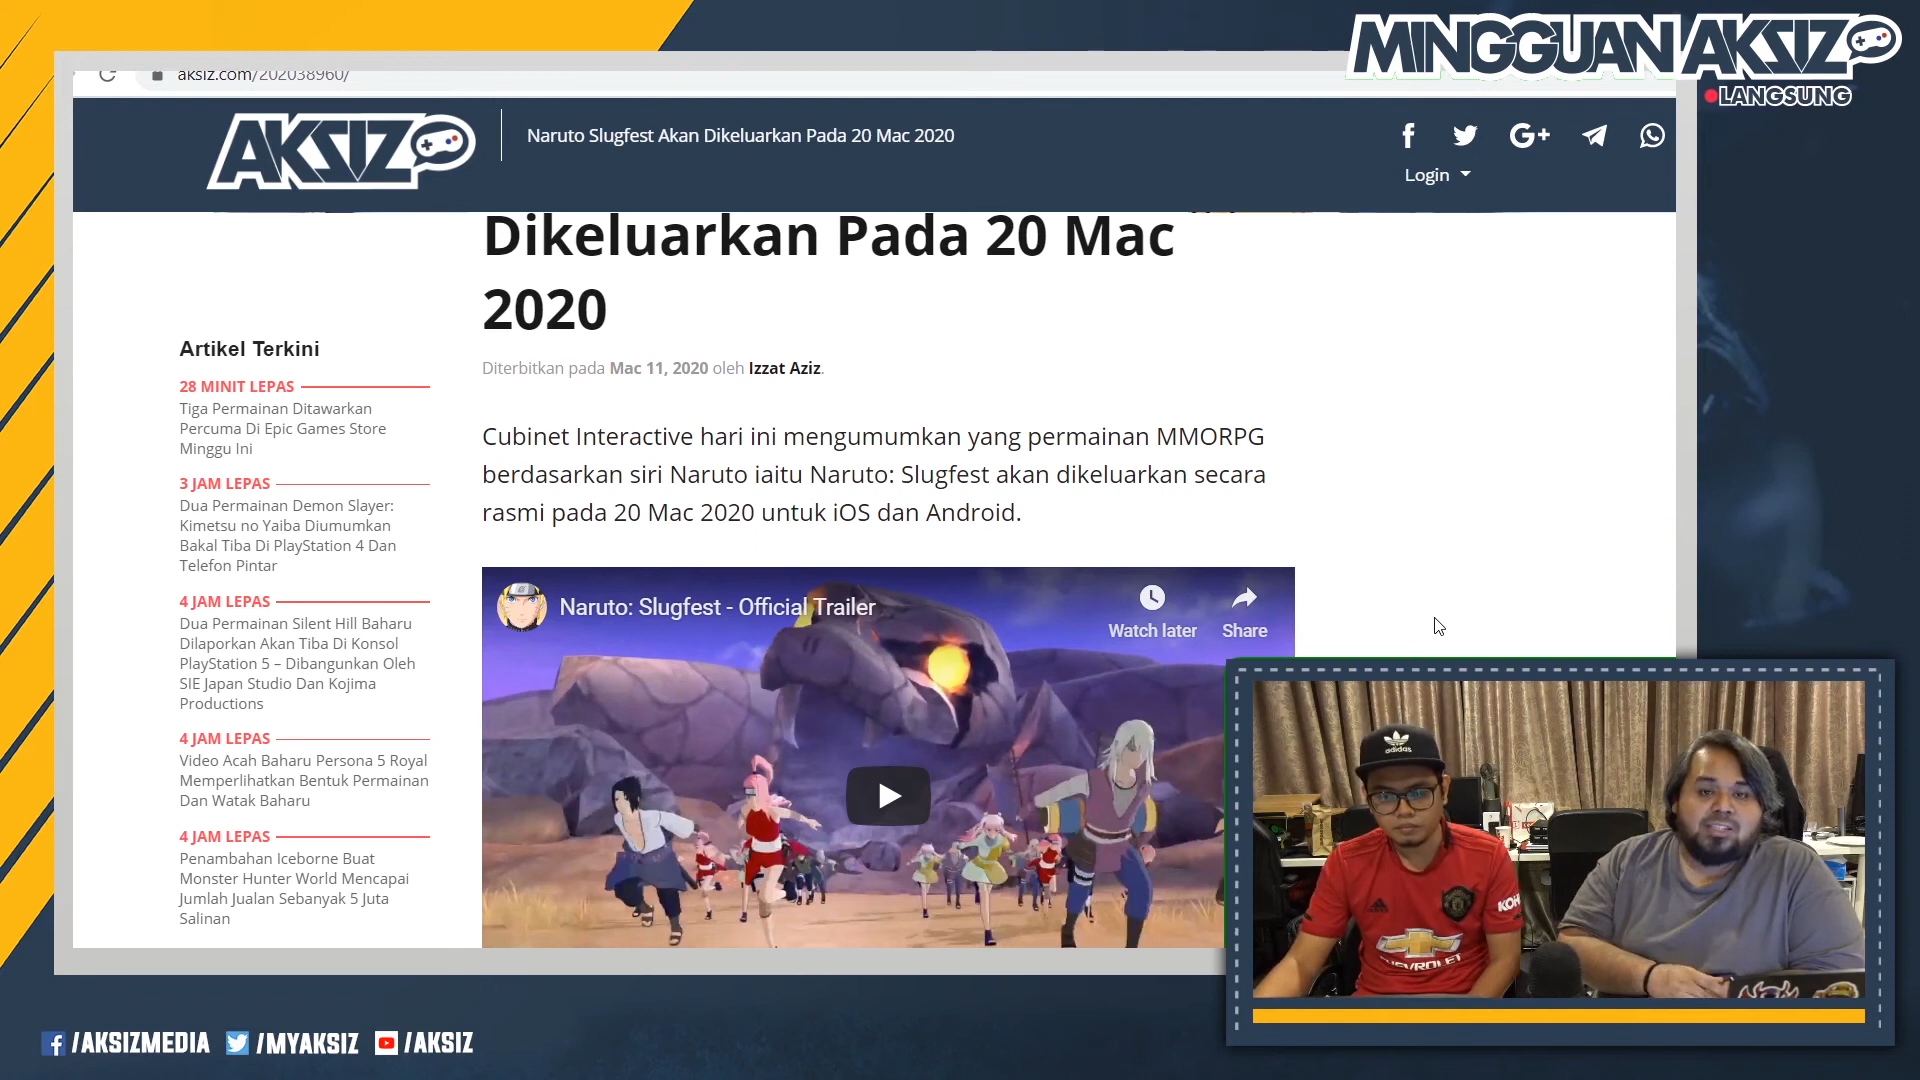 MINGGUAN AKSIZ
LANGSUNG
aksiz.com/202038960/
AKSIZ
Naruto Slugfest Akan Dikeluarkan Pada 20 Mac 2020
G+
Login
Dikeluarkan Pada 20 Mac
2020
Diterbitkan pada Mac 11, 2020 oleh Izzat Aziz.
Cubinet Interactive hari ini mengumumkan yang permainan MMORPG
berdasarkan siri Naruto iaitu Naruto: Slugfest akan dikeluarkan secara
rasmi pada 20 Mac 2020 untuk iOS dan Android.
Artikel Terkini
28 MINIT LEPAS
Tiga Permainan Ditawarkan
Percuma Di Epic Games Store
Minggu Ini
3 JAM LEPAS
Dua Permainan Demon Slayer:
Kimetsu no Yaiba Diumumkan
Bakal Tiba Di PlayStation 4 Dan
Telefon Pintar
4 JAM LEPAS
Dua Permainan Silent Hill Baharu
Dilaporkan Akan Tiba Di Konsol
PlayStation 5 – Dibangunkan Oleh
SIE Japan Studio Dan Kojima
Productions
4 JAM LEPAS
Video Acah Baharu Persona 5 Royal
Memperlihatkan Bentuk Permainan
Dan Watak Baharu
4 JAM LEPAS
Penambahan Iceborne Buat
Monster Hunter World Mencapai
Jumlah Jualan Sebanyak 5 Juta
Salinan
Naruto: Slugfest - Official Trailer
Watch later
Share
adidas
KOH
CHEVROLET
/AKSIZMEDIA
/MYAKSIZ
/AKSIZ